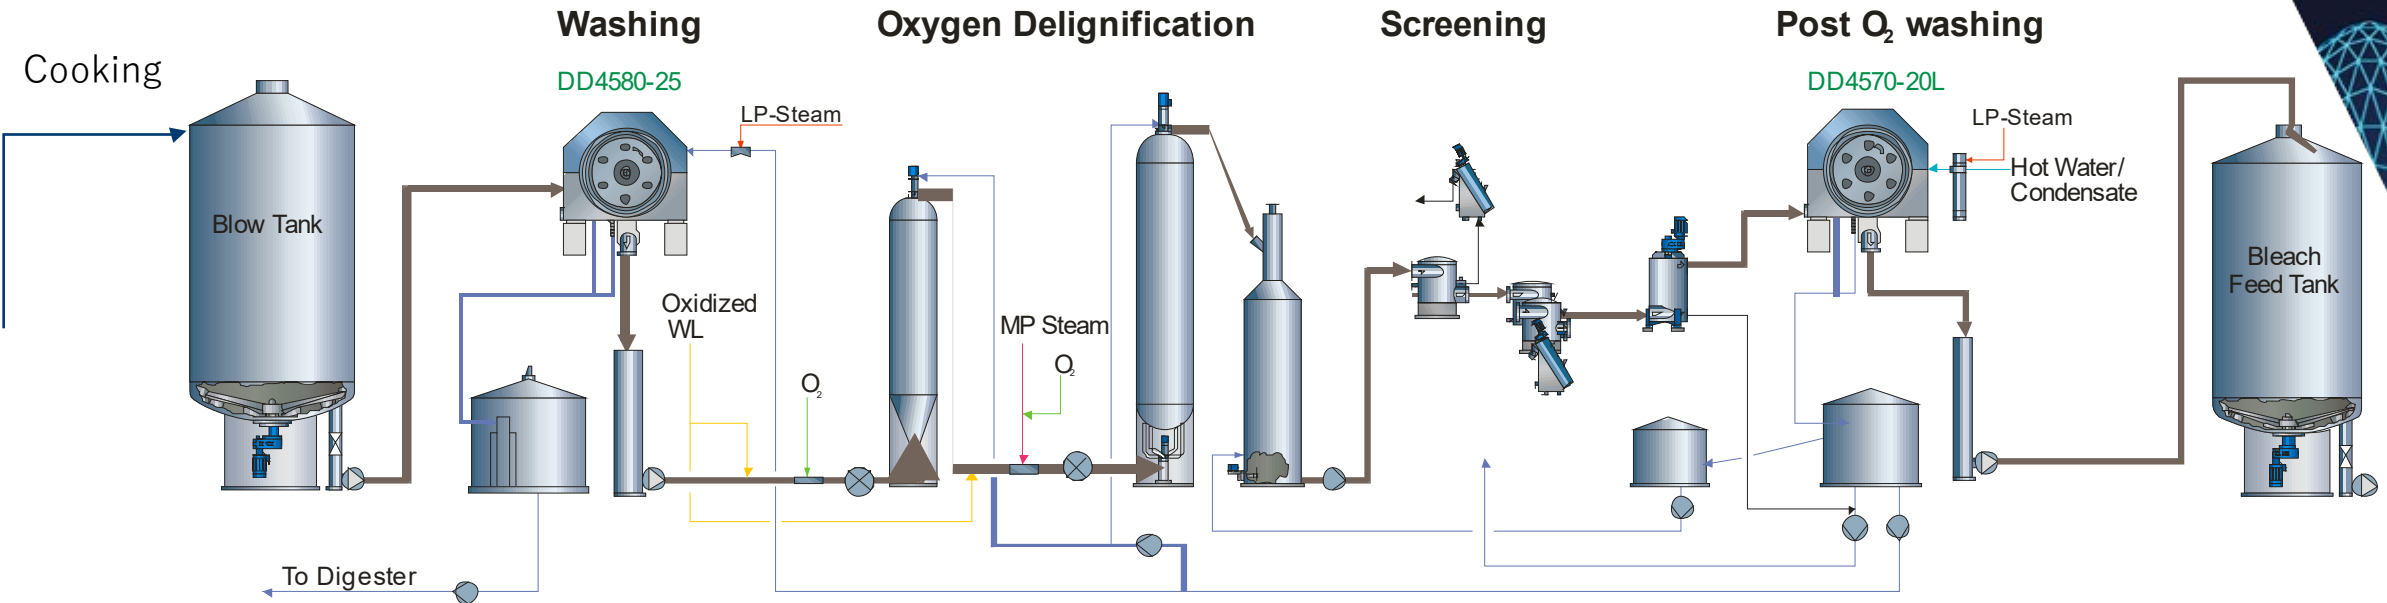 Washing
Oxygen Delignification
Screening
Post O₂ washing
Cooking
DD4580-25
DD4570-20L
LP-Steam
LP-Steam
Hot Water/
Condensate
Blow Tank
Bleach
Feed Tank
Oxidized
WL
MP Steam
O₂
O₂
To Digester